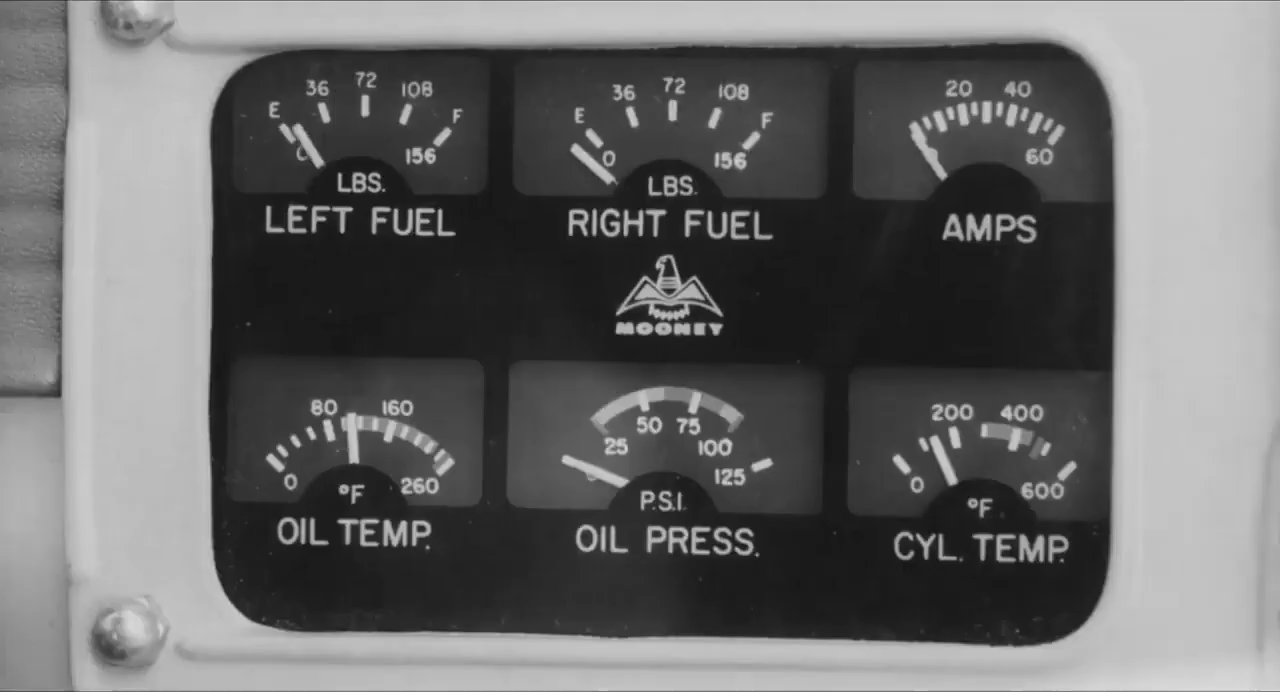 E 36 72 108 F
0 156
LBS.
LEFT FUEL
E 36 72 108 F
0 156
LBS.
RIGHT FUEL
20 40
60
AMPS
MOONEY
80 160
0 260
°F
OIL TEMP.
50 75
25 100
125
P.S.I.
OIL PRESS.
200 400
0 600
°F
CYL. TEMP.